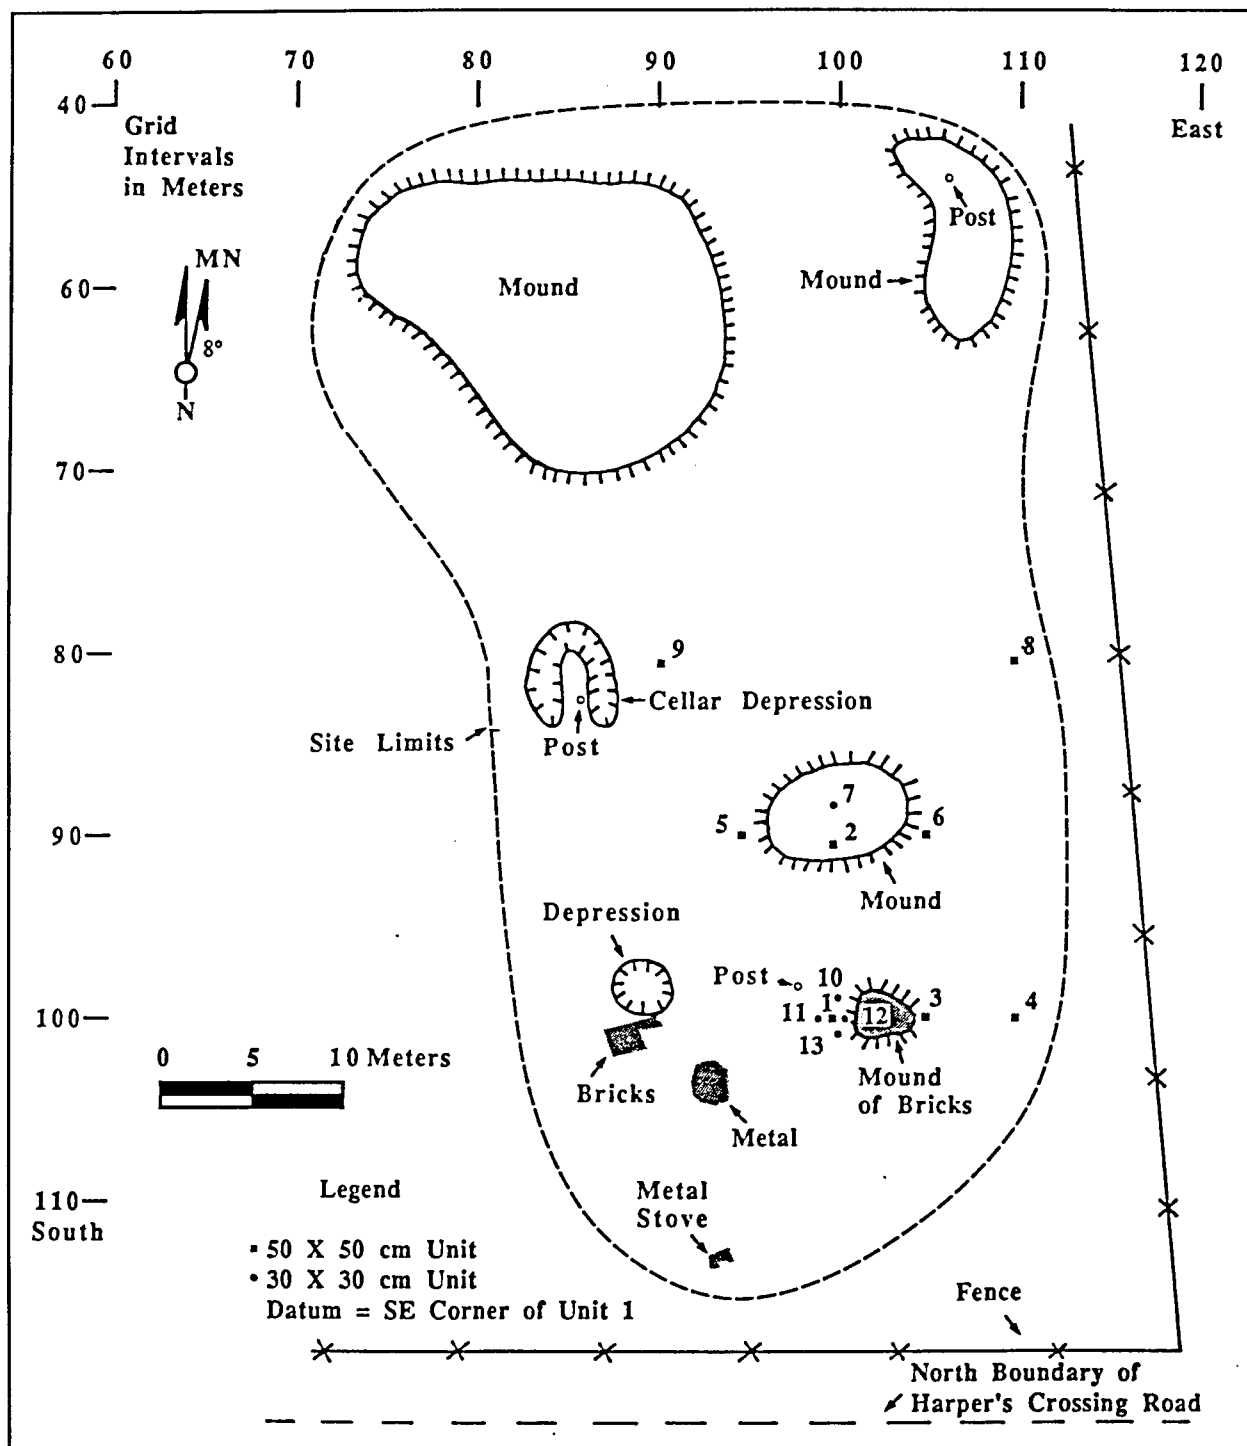 60 70 80 90 100 110 120
40
East
Grid
Intervals
in Meters
Post
MN
Mound
Mound
60
8°
N
70
80
9
8
Cellar Depression
Site Limits
Post
7
5
2
6
90
Mound
Depression
Post
10
11
1
12
3
4
100
13
0 5 10 Meters
Bricks
Mound
of Bricks
Metal
Legend
Metal
Stove
110
South
50 X 50 cm Unit
30 X 30 cm Unit
Datum = SE Corner of Unit 1
Fence
North Boundary of
Harper's Crossing Road